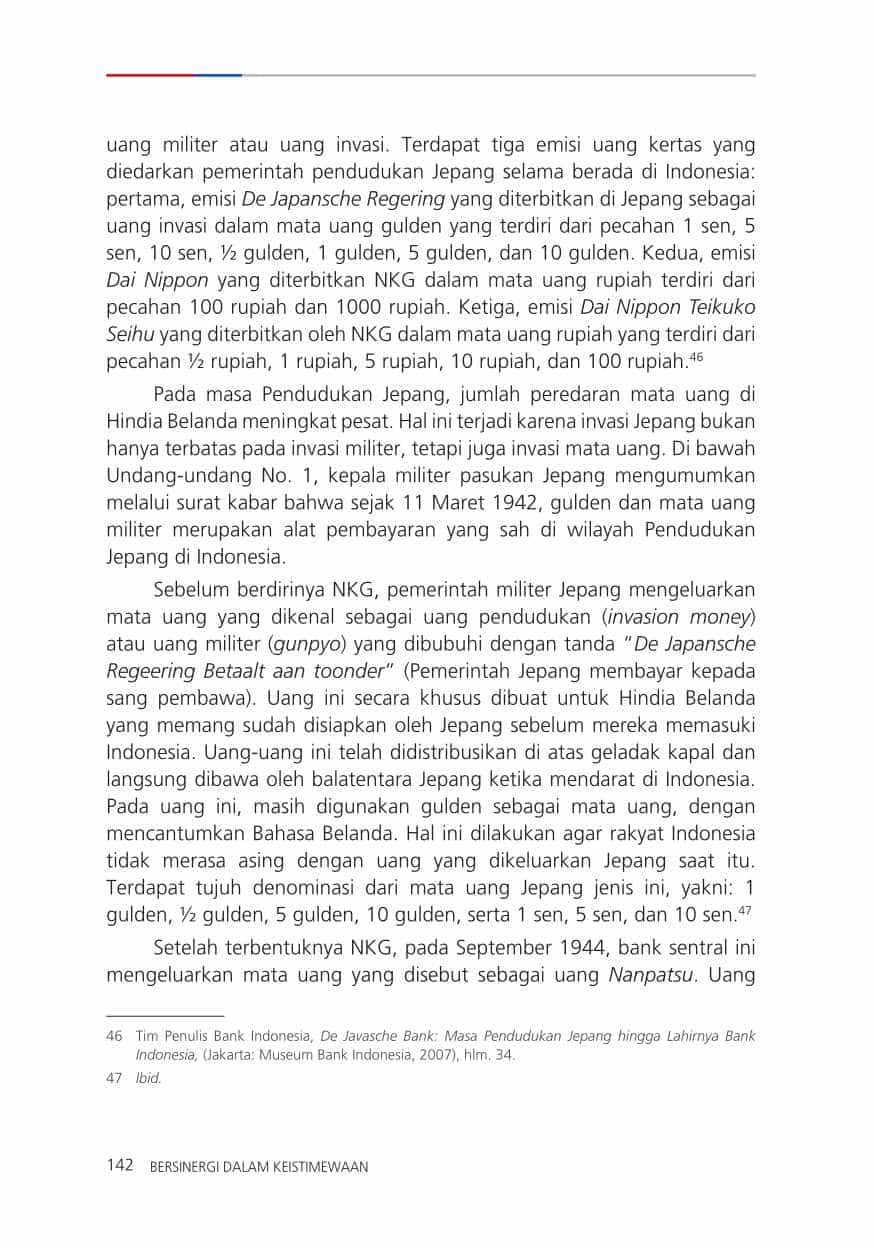 uang militer atau uang invasi. Terdapat tiga emisi uang kertas yang
diedarkan pemerintah pendudukan Jepang selama berada di Indonesia:
pertama, emisi De Japansche Regering yang diterbitkan di Jepang sebagai
uang invasi dalam mata uang gulden yang terdiri dari pecahan 1 sen, 5
sen, 10 sen, ½ gulden, 1 gulden, 5 gulden, dan 10 gulden. Kedua, emisi
Dai Nippon yang diterbitkan NKG dalam mata uang rupiah terdiri dari
pecahan 100 rupiah dan 1000 rupiah. Ketiga, emisi Dai Nippon Teikuko
Seihu yang diterbitkan oleh NKG dalam mata uang rupiah yang terdiri dari
pecahan ½ rupiah, 1 rupiah, 5 rupiah, 10 rupiah, dan 100 rupiah.46
Pada masa Pendudukan Jepang, jumlah peredaran mata uang di
Hindia Belanda meningkat pesat. Hal ini terjadi karena invasi Jepang bukan
hanya terbatas pada invasi militer, tetapi juga invasi mata uang. Di bawah
Undang-undang No. 1, kepala militer pasukan Jepang mengumumkan
melalui surat kabar bahwa sejak 11 Maret 1942, gulden dan mata uang
militer merupakan alat pembayaran yang sah di wilayah Pendudukan
Jepang di Indonesia.
Sebelum berdirinya NKG, pemerintah militer Jepang mengeluarkan
mata uang yang dikenal sebagai uang pendudukan (invasion money)
atau uang militer (gunpyo) yang dibubuhi dengan tanda "De Japansche
Regeering Betaalt aan toonder" (Pemerintah Jepang membayar kepada
sang pembawa). Uang ini secara khusus dibuat untuk Hindia Belanda
yang memang sudah disiapkan oleh Jepang sebelum mereka memasuki
Indonesia. Uang-uang ini telah didistribusikan di atas geladak kapal dan
langsung dibawa oleh balatentara Jepang ketika mendarat di Indonesia.
Pada uang ini, masih digunakan gulden sebagai mata uang, dengan
mencantumkan Bahasa Belanda. Hal ini dilakukan agar rakyat Indonesia
tidak merasa asing dengan uang yang dikeluarkan Jepang saat itu.
Terdapat tujuh denominasi dari mata uang Jepang jenis ini, yakni: 1
gulden, ½ gulden, 5 gulden, 10 gulden, serta 1 sen, 5 sen, dan 10 sen.47
Setelah terbentuknya NKG, pada September 1944, bank sentral ini
mengeluarkan mata uang yang disebut sebagai uang Nanpatsu. Uang
46 Tim Penulis Bank Indonesia, De Javasche Bank: Masa Pendudukan Jepang hingga Lahirnya Bank
Indonesia, (Jakarta: Museum Bank Indonesia, 2007), hlm. 34.
47 Ibid.
142 BERSINERGI DALAM KEISTIMEWAAN